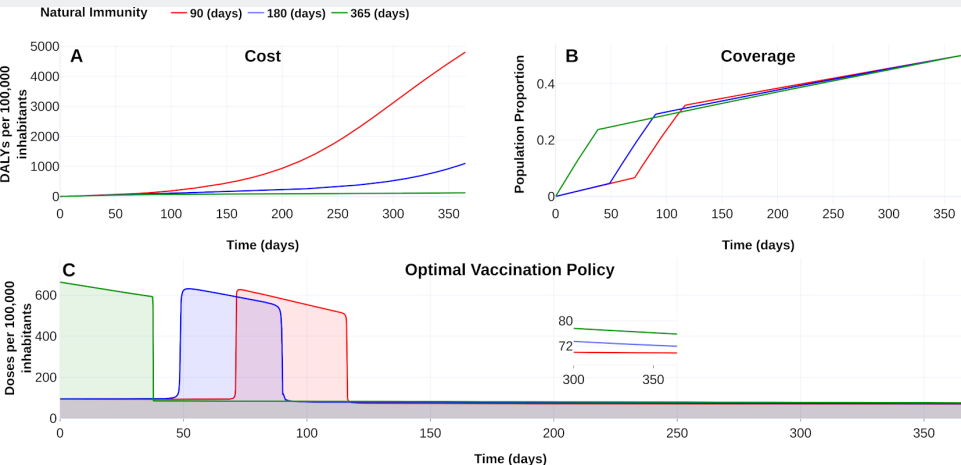 Natural Immunity 90 (days) 180 (days) 365 (days)
A Cost
DALYs per 100,000
inhabitants
5000
4000
3000
2000
1000
0
0 50 100 150 200 250 300 350
Time (days)
B Coverage
Population Proportion
0.4
0.2
0
0 50 100 150 200 250 300 350
Time (days)
C Optimal Vaccination Policy
Doses per 100,000
inhabitants
600
400
200
0
80
72
300 350
0 50 100 150 200 250 300 350
Time (days)